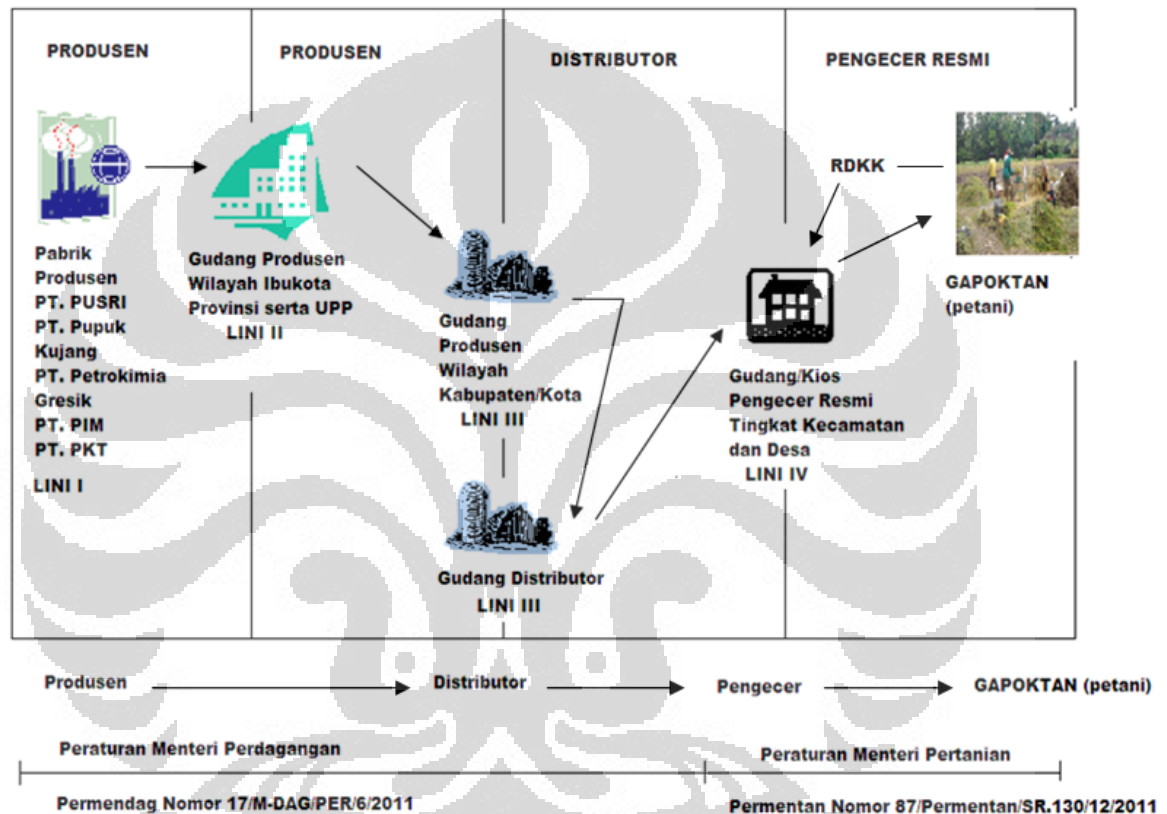 PRODUSEN
PRODUSEN
DISTRIBUTOR
PENGECER RESMI
RDKK
Pabrik
Produsen
PT. PUSRI
PT. Pupuk
Kujang
PT. Petrokimia
Gresik
PT. PIM
PT. PKT
LINI I
Gudang Produsen
Wilayah Ibukota
Provinsi serta UPP
LINI II
Gudang
Produsen
Wilayah
Kabupaten/Kota
LINI III
Gudang Distributor
LINI III
Gudang/Kios
Pengecer Resmi
Tingkat Kecamatan
dan Desa
LINI IV
GAPOKTAN
(petani)
Produsen
Distributor
Pengecer
GAPOKTAN (petani)
Peraturan Menteri Perdagangan
Peraturan Menteri Pertanian
Permendag Nomor 17/M-DAG/PER/6/2011
Permentan Nomor 87/Permentan/SR.130/12/2011